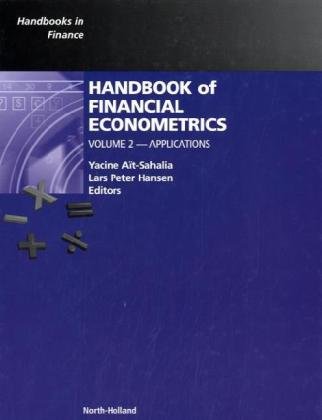 Handbooks in
Finance
HANDBOOK of
FINANCIAL
ECONOMETRICS
VOLUME 2 — APPLICATIONS
Yacine Aït-Sahalia
Lars Peter Hansen
Editors
North-Holland